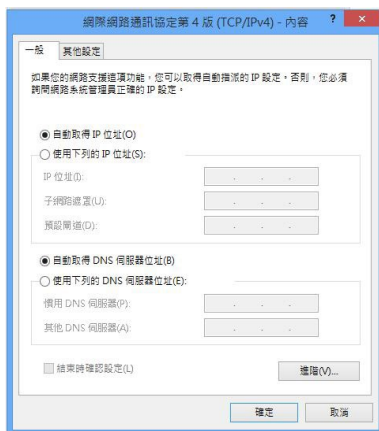 網際網路通訊協定第 4 版 (TCP/IPv4) - 內容
?
×
一般 其他設定
如果您的網路支援這項功能，您可以取得自動指派的 IP 設定。否則，您必須
詢問網路系統管理員正確的 IP 設定。
自動取得 IP 位址(O)
使用下列的 IP 位址(S):
IP 位址(I):
子網路遮罩(U):
預設閘道(D):
自動取得 DNS 伺服器位址(B)
使用下列的 DNS 伺服器位址(E):
慣用 DNS 伺服器(P):
其他 DNS 伺服器(A):
結束時確認設定(L)
進階(V)...
確定 取消